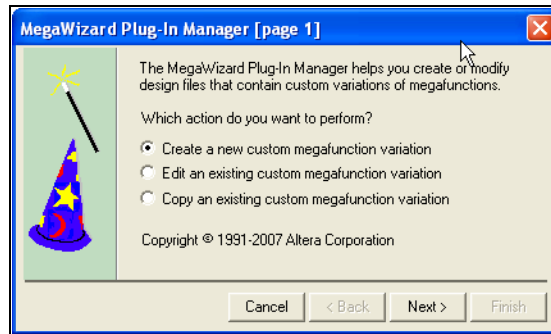 MegaWizard Plug-In Manager [page 1]
The MegaWizard Plug-In Manager helps you create or modify
design files that contain custom variations of megafunctions.
Which action do you want to perform?
Create a new custom megafunction variation
Edit an existing custom megafunction variation
Copy an existing custom megafunction variation
Copyright © 1991-2007 Altera Corporation
Cancel < Back Next > Finish